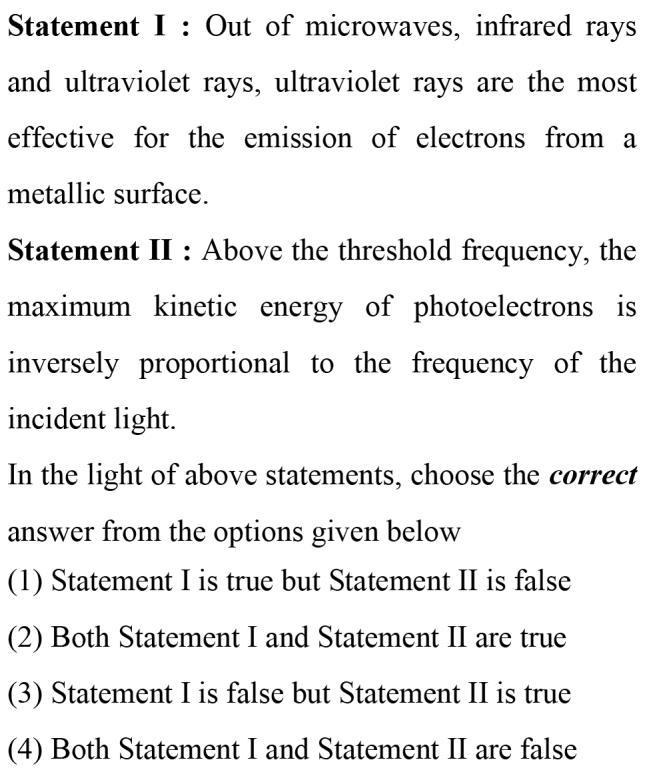 Statement I : Out of microwaves, infrared rays
and ultraviolet rays, ultraviolet rays are the most
effective for the emission of electrons from a
metallic surface.
Statement II : Above the threshold frequency, the
maximum kinetic energy of photoelectrons is
inversely proportional to the frequency of the
incident light.
In the light of above statements, choose the correct
answer from the options given below
(1) Statement I is true but Statement II is false
(2) Both Statement I and Statement II are true
(3) Statement I is false but Statement II is true
(4) Both Statement I and Statement II are false